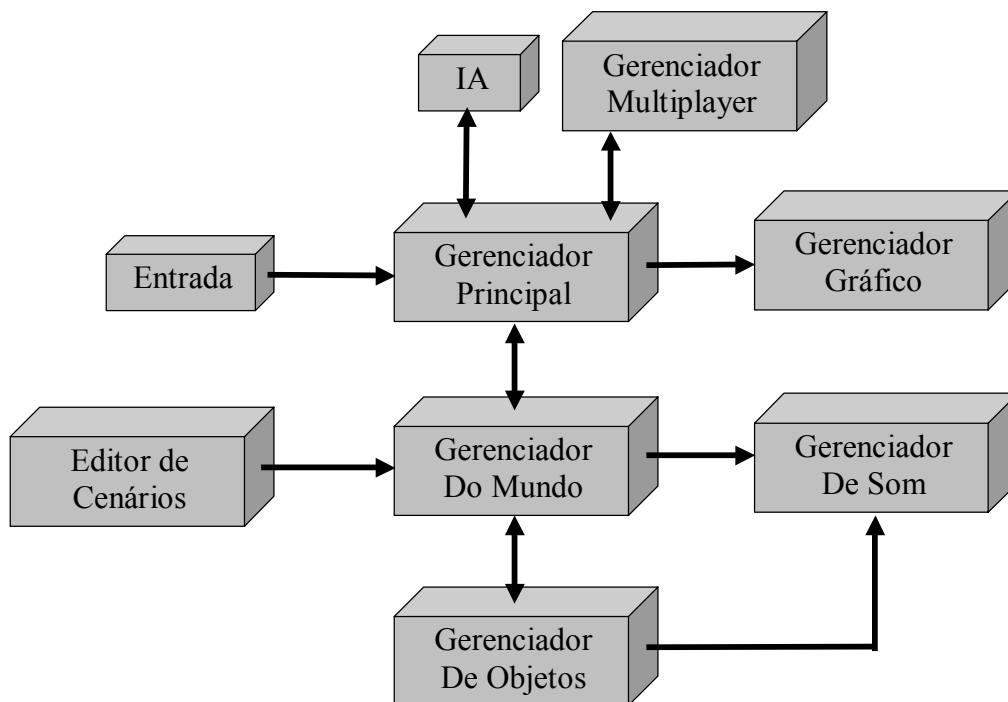 IA
Gerenciador
Multiplayer
Entrada
Gerenciador
Principal
Gerenciador
Gráfico
Editor de
Cenários
Gerenciador
Do Mundo
Gerenciador
De Som
Gerenciador
De Objetos